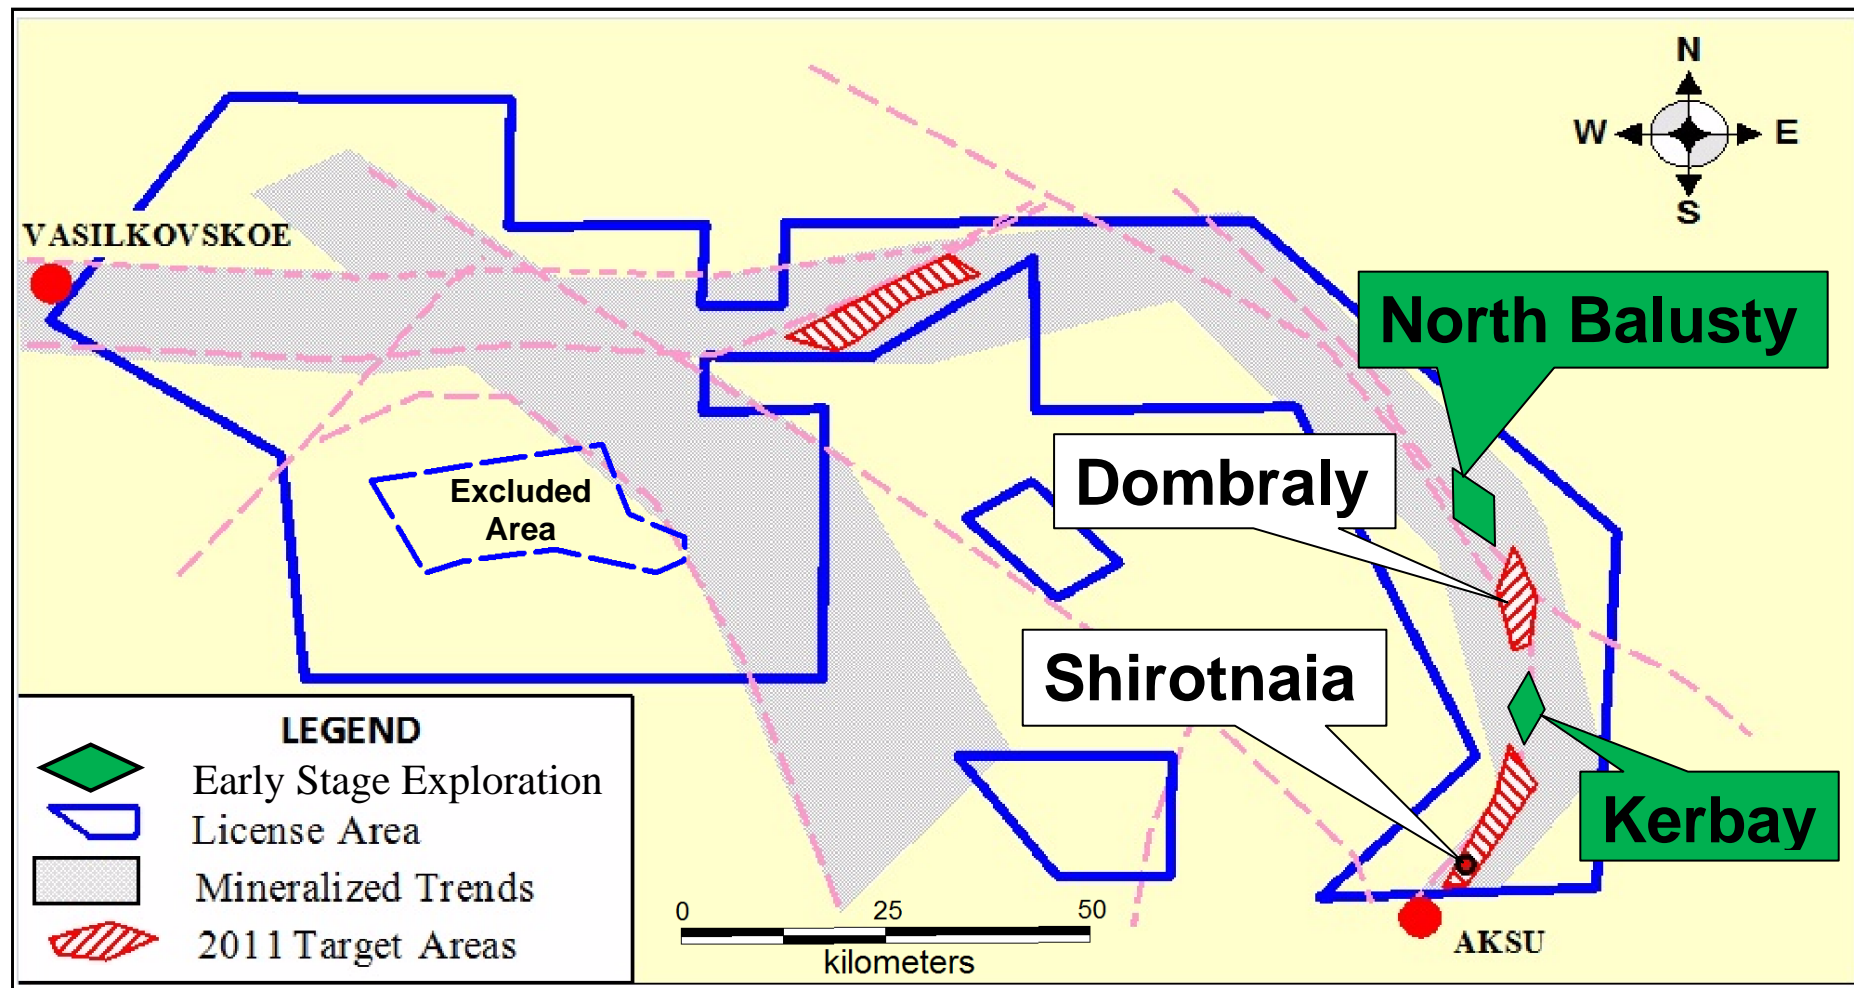 N
W E
S
VASILKOVSKOE
North Balusty
Dombraly
Excluded
Area
Shirotnaia
Kerbay
LEGEND
Early Stage Exploration
License Area
Mineralized Trends
2011 Target Areas
0 25 50
kilometers
AKSU